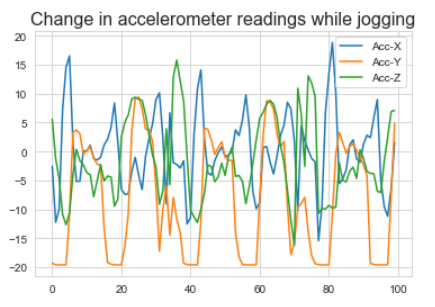 Change in accelerometer readings while jogging
20
15
10
5
0
−5
−10
−15
−20
Acc-X
Acc-Y
Acc-Z
0 20 40 60 80 100